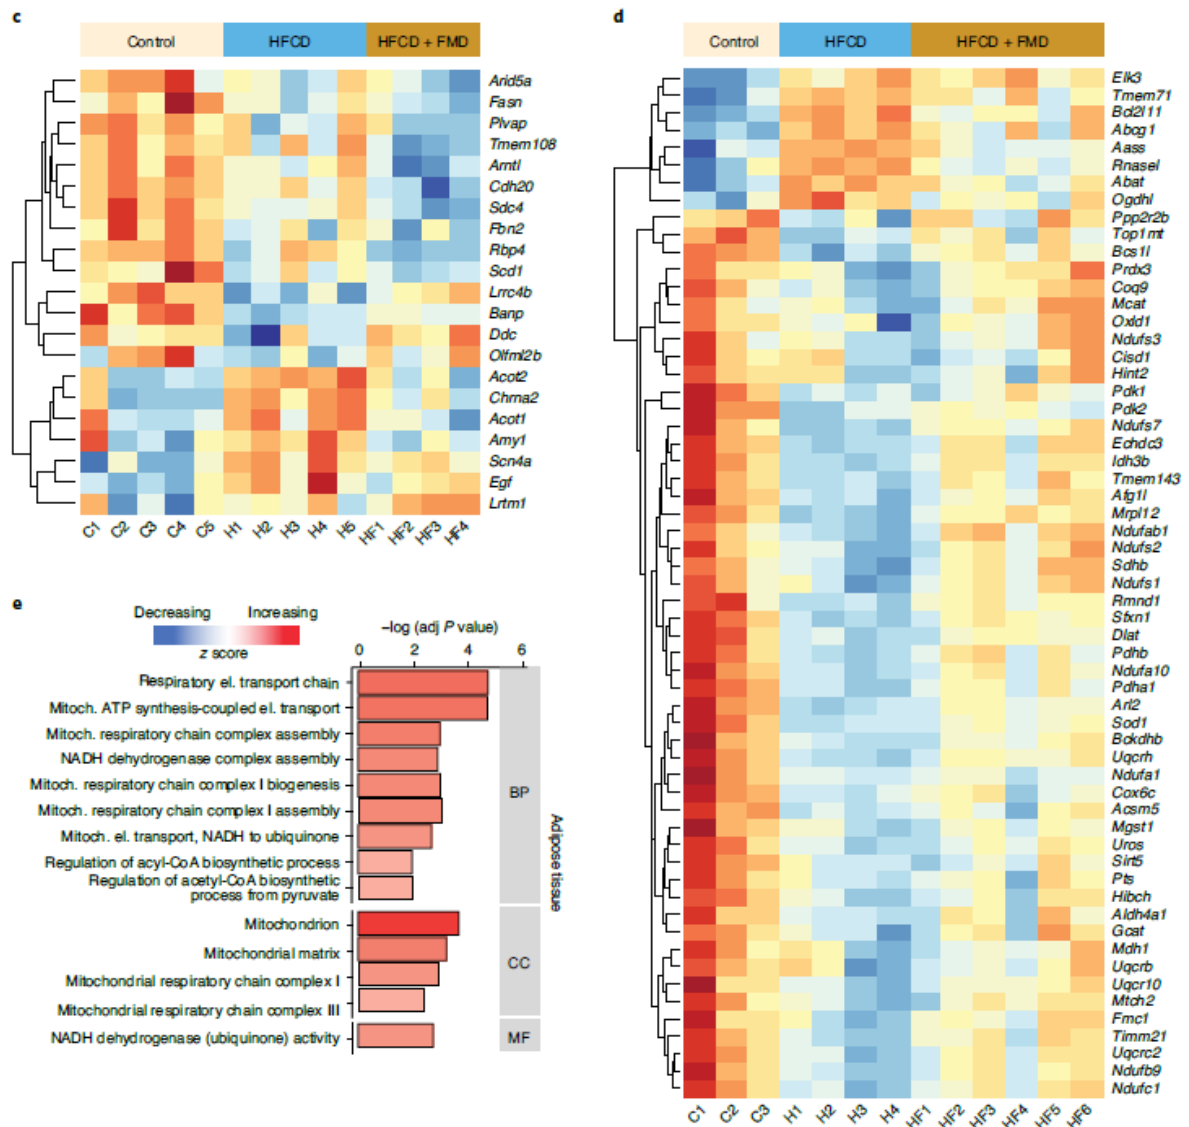 c
Control HFCD HFCD + FMD
Arid5a
Fasn
Plvap
Tmem108
Arntl
Cdh20
Sdc4
Fbn2
Rbp4
Scd1
Lrrc4b
Banp
Ddc
Olfml2b
Acot2
Chrna2
Acot1
Amy1
Scn4a
Egf
Lrtm1
C1 C2 C3 C4 C5 H1 H2 H3 H4 H5 HF1 HF2 HF3 HF4
d
Control HFCD HFCD + FMD
Elk3
Tmem71
Bcl2l11
Abcg1
Aass
Rnasel
Abat
Ogdhl
Ppp2r2b
Top1mt
Bcs1l
Prdx3
Coq9
Mcat
Oxld1
Ndufs3
Cisd1
Hint2
Pdk1
Pdk2
Ndufs7
Echdc3
Idh3b
Tmem143
Afg1l
Mrpl12
Ndufab1
Ndufs2
Sdhb
Ndufs1
Rmnd1
Sfxn1
Dlat
Pdhb
Ndufa10
Pdha1
Arl2
Sod1
Bckdhb
Uqcrh
Ndufa1
Cox6c
Acsm5
Mgst1
Uros
Sirt5
Pts
Hibch
Aldh4a1
Gcat
Mdh1
Uqcrb
Uqcr10
Mtch2
Fmc1
Timm21
Uqcrc2
Ndufb9
Ndufc1
C1 C2 C3 H1 H2 H3 H4 HF1 HF2 HF3 HF4 HF5 HF6
e
Decreasing Increasing
z score
–log (adj P value)
0 2 4 6
Respiratory el. transport chain
Mitoch. ATP synthesis-coupled el. transport
Mitoch. respiratory chain complex assembly
NADH dehydrogenase complex assembly
Mitoch. respiratory chain complex I biogenesis
Mitoch. respiratory chain complex I assembly
Mitoch. el. transport, NADH to ubiquinone
Regulation of acyl-CoA biosynthetic process
Regulation of acetyl-CoA biosynthetic
process from pyruvate
BP
Mitochondrion
Mitochondrial matrix
Mitochondrial respiratory chain complex I
Mitochondrial respiratory chain complex III
CC
NADH dehydrogenase (ubiquinone) activity
MF
Adipose tissue